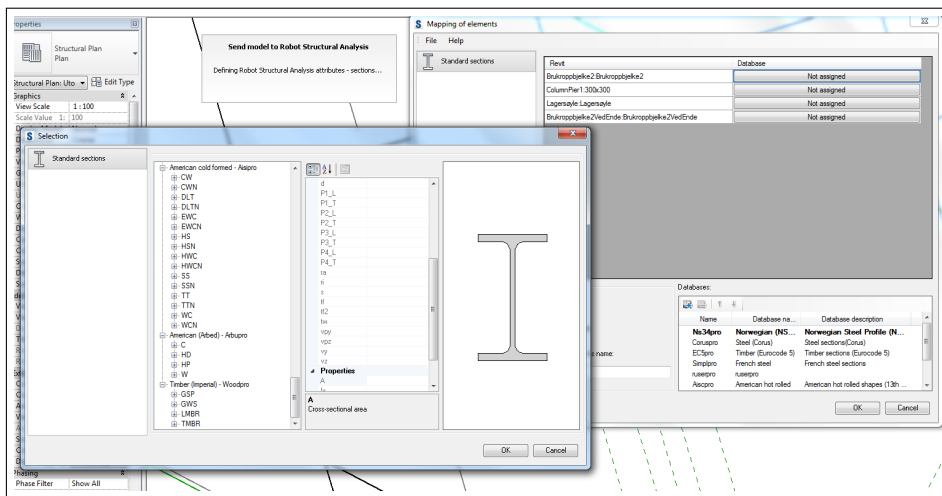 roperties
Structural Plan
Plan
Structural Plan: Uto
Edit Type
Graphics
View Scale 1 : 100
Scale Value 1: 100
Phasing
Phase Filter Show All
Send model to Robot Structural Analysis
Defining Robot Structural Analysis attributes - sections...
Mapping of elements
File Help
Standard sections
Revit Database
Brukroppbjelke2:Brukroppbjelke2 Not assigned
ColumnPier1:300x300 Not assigned
Lagersøyle:Lagersøyle Not assigned
Brukroppbjelke2VedEnde:Brukroppbjelke2VedEnde Not assigned
Databases:
Name Database na... Database description
Ns34pro Norwegian (NS... Norwegian Steel Profile (N...
Coruspro Steel (Corus) Steel sections(Corus)
EC5pro Timber (Eurocode 5) Timber sections (Eurocode 5)
Simplpro French steel French steel sections
ruserpro ruserpro
Aiscpro American hot rolled American hot rolled shapes (13th ...
s name:
OK Cancel
Selection
Standard sections
American cold formed - Aisipro
CW
CWN
DLT
DLTN
EWC
EWCN
HS
HSN
HWC
HWCN
SS
SSN
TT
TTN
WC
WCN
American (Arbed) - Arbupro
C
HD
HP
W
Timber (Imperial) - Woodpro
GSP
GWS
LMBR
TMBR
d
P1_L
P1_T
P2_L
P2_T
P3_L
P3_T
P4_L
P4_T
ra
ri
s
tf
tf2
tw
vpy
vpz
vy
vz
Properties
A
A
Cross-sectional area
OK Cancel